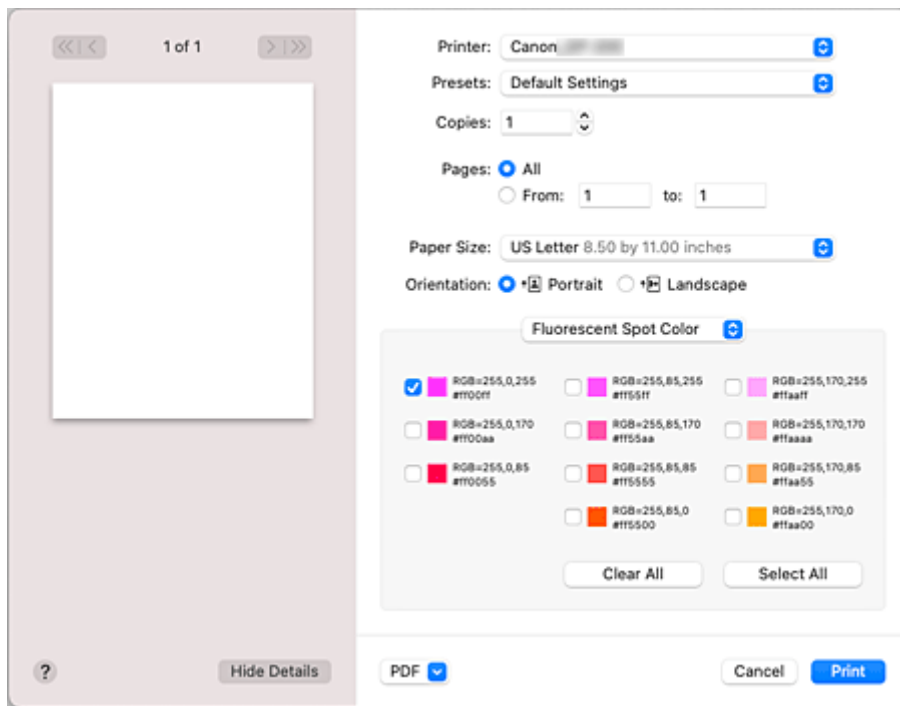 1 of 1
Printer: Canon
Presets: Default Settings
Copies: 1
Pages: All
From: 1 to: 1
Paper Size: US Letter 8.50 by 11.00 inches
Orientation: Portrait Landscape
Fluorescent Spot Color
RGB=255,0,255 RGB=255,85,255 RGB=255,170,255
#ff00ff #ff55ff #ffaaff
RGB=255,0,170 RGB=255,85,170 RGB=255,170,170
#ff00aa #ff55aa #ffaaaa
RGB=255,0,85 RGB=255,85,85 RGB=255,170,85
#ff0055 #ff5555 #ffaa55
RGB=255,85,0 RGB=255,170,0
#ff5500 #ffaa00
Clear All Select All
? Hide Details PDF Cancel Print